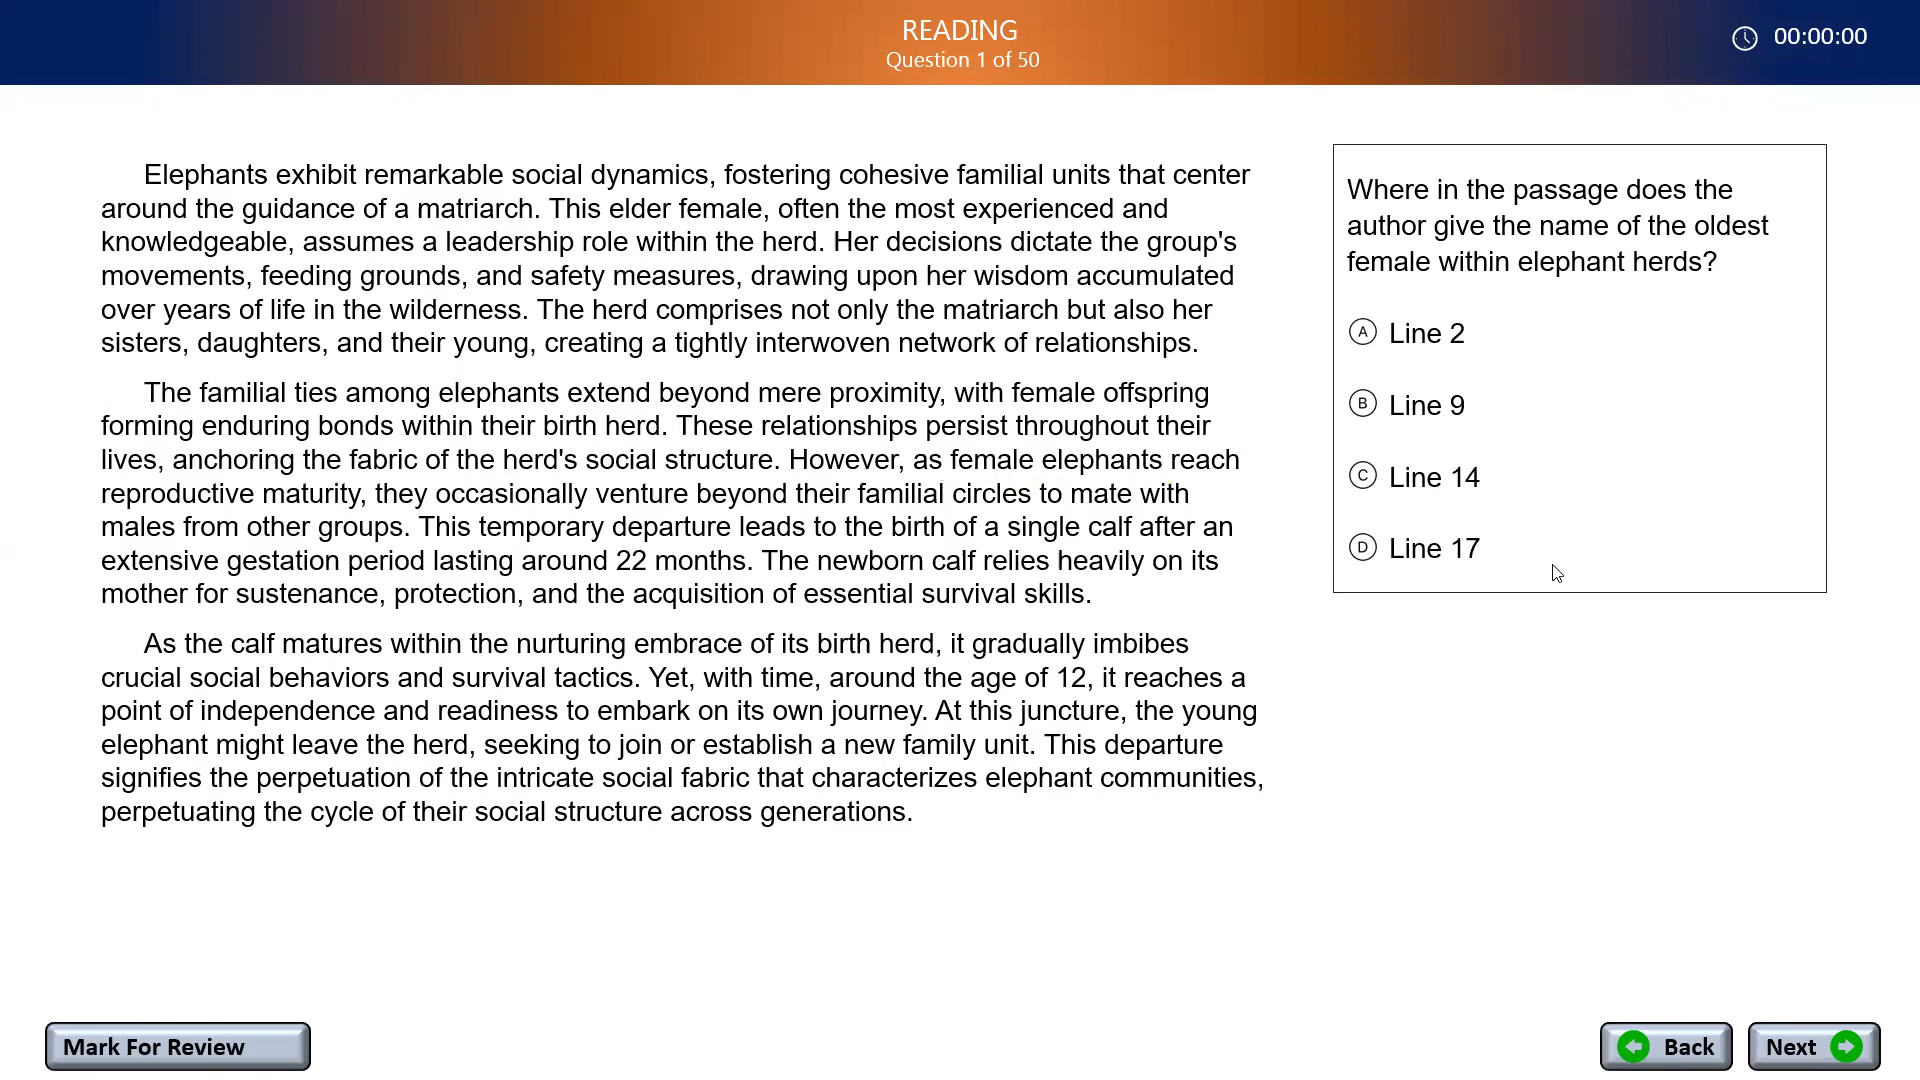 READING
Question 1 of 50
00:00:00
Elephants exhibit remarkable social dynamics, fostering cohesive familial units that center
around the guidance of a matriarch. This elder female, often the most experienced and
knowledgeable, assumes a leadership role within the herd. Her decisions dictate the group's
movements, feeding grounds, and safety measures, drawing upon her wisdom accumulated
over years of life in the wilderness. The herd comprises not only the matriarch but also her
sisters, daughters, and their young, creating a tightly interwoven network of relationships.
The familial ties among elephants extend beyond mere proximity, with female offspring
forming enduring bonds within their birth herd. These relationships persist throughout their
lives, anchoring the fabric of the herd's social structure. However, as female elephants reach
reproductive maturity, they occasionally venture beyond their familial circles to mate with
males from other groups. This temporary departure leads to the birth of a single calf after an
extensive gestation period lasting around 22 months. The newborn calf relies heavily on its
mother for sustenance, protection, and the acquisition of essential survival skills.
As the calf matures within the nurturing embrace of its birth herd, it gradually imbibes
crucial social behaviors and survival tactics. Yet, with time, around the age of 12, it reaches a
point of independence and readiness to embark on its own journey. At this juncture, the young
elephant might leave the herd, seeking to join or establish a new family unit. This departure
signifies the perpetuation of the intricate social fabric that characterizes elephant communities,
perpetuating the cycle of their social structure across generations.
Where in the passage does the
author give the name of the oldest
female within elephant herds?
A Line 2
B Line 9
C Line 14
D Line 17
Mark For Review
Back
Next